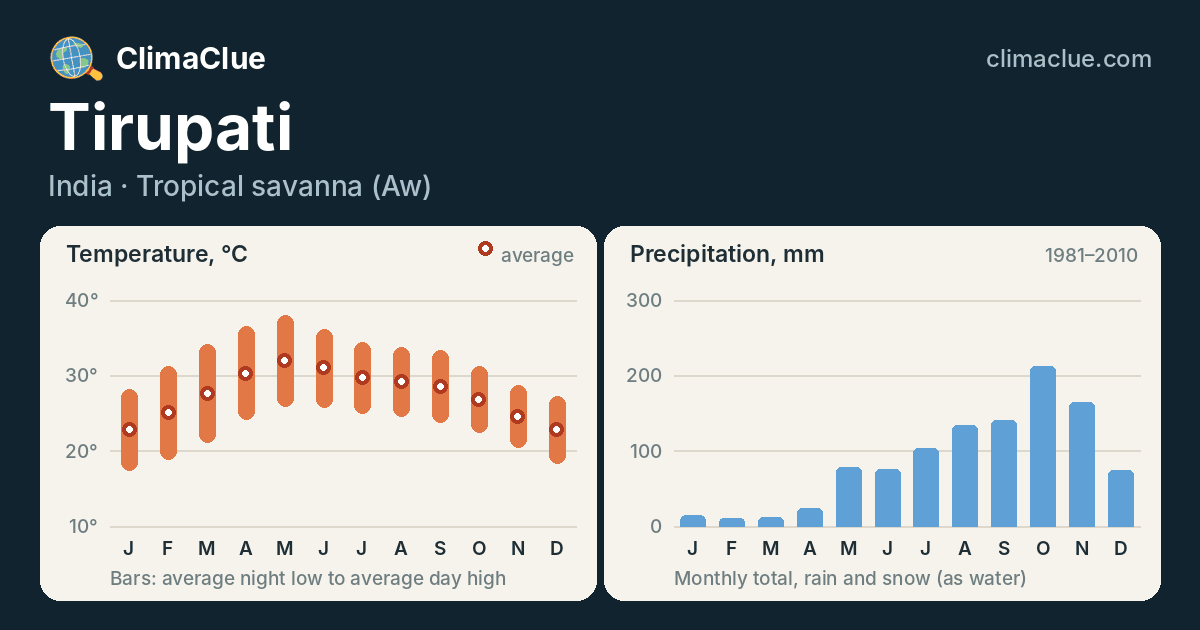 ClimaClue
climaclue.com
Tirupati
India · Tropical savanna (Aw)
Temperature, °C
average
40°
30°
20°
10°
J F M A M J J A S O N D
Bars: average night low to average day high
Precipitation, mm
1981–2010
300
200
100
0
J F M A M J J A S O N D
Monthly total, rain and snow (as water)